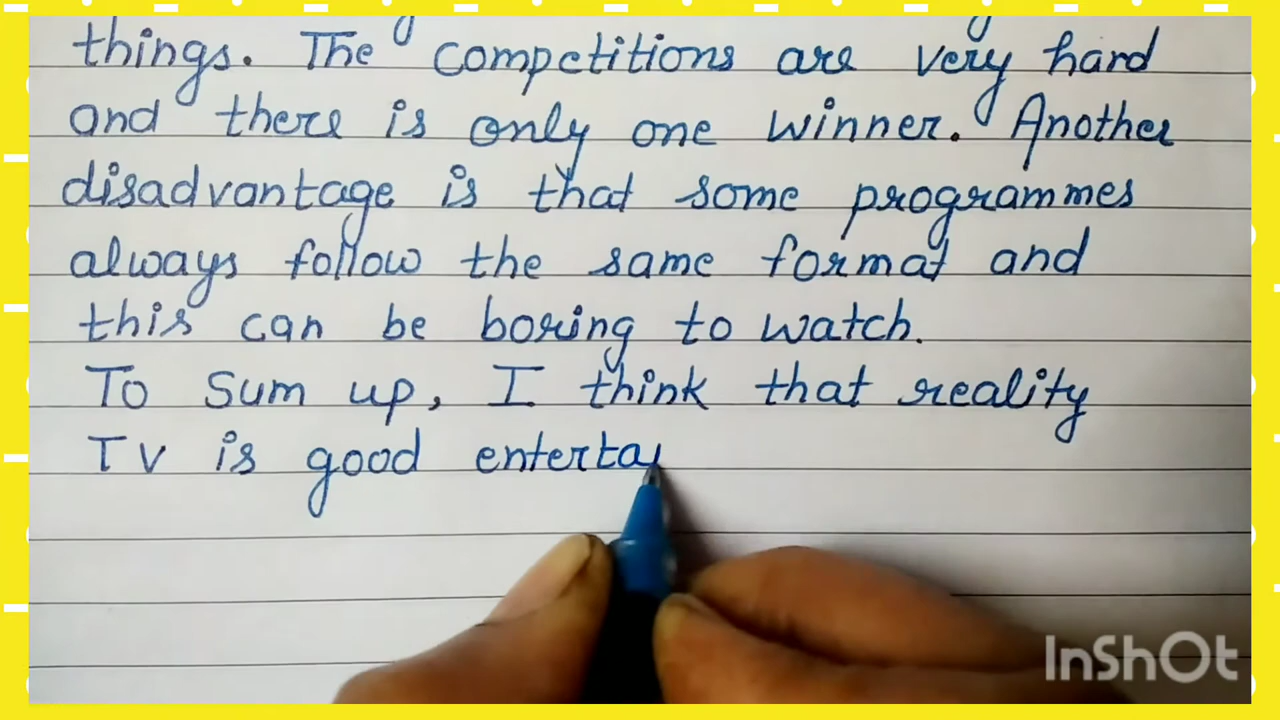 things. The competitions are very hard
and there is only one winner. Another
disadvantage is that some programmes
always follow the same format and
this can be boring to watch.
To Sum up, I think that reality
TV is good enterta
InShOt